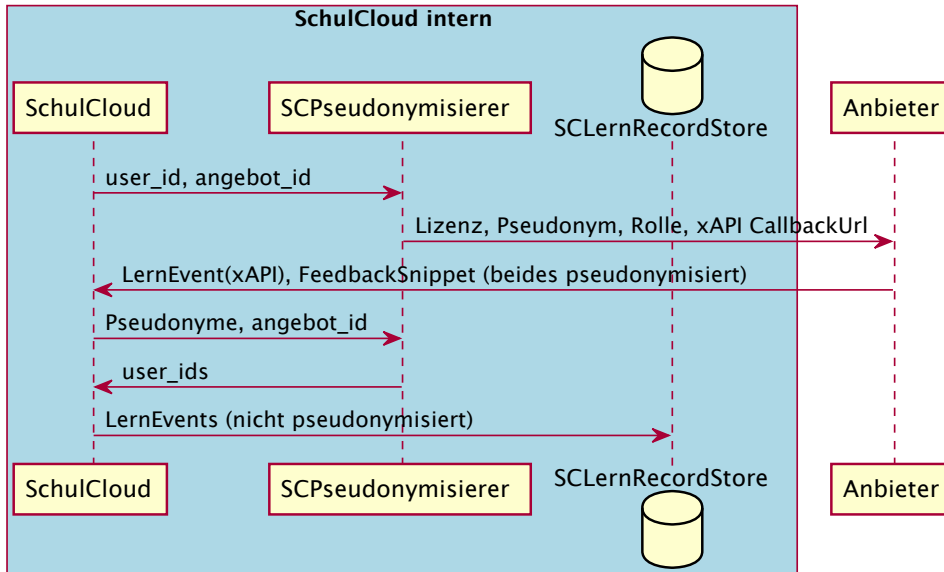 SchulCloud intern
SchulCloud
SCPseudonymisierer
SCLernRecordStore
Anbieter
user_id, angebot_id
Lizenz, Pseudonym, Rolle, xAPI CallbackUrl
LernEvent(xAPI), FeedbackSnippet (beides pseudonymisiert)
Pseudonyme, angebot_id
user_ids
LernEvents (nicht pseudonymisiert)
SchulCloud
SCPseudonymisierer
SCLernRecordStore
Anbieter